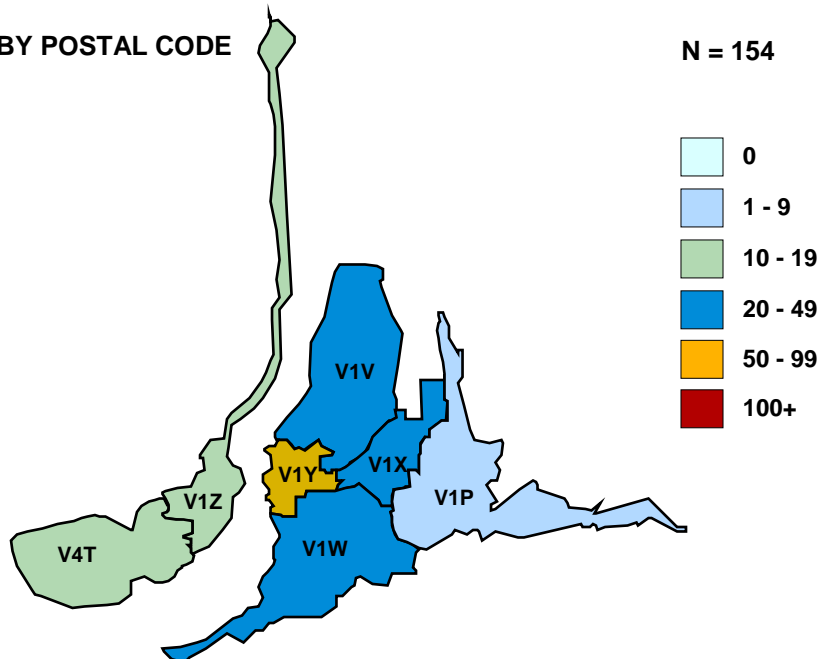 BY POSTAL CODE
N = 154
0
1 - 9
10 - 19
20 - 49
50 - 99
100+
V1V
V1Y
V1X
V1Z
V1P
V4T
V1W